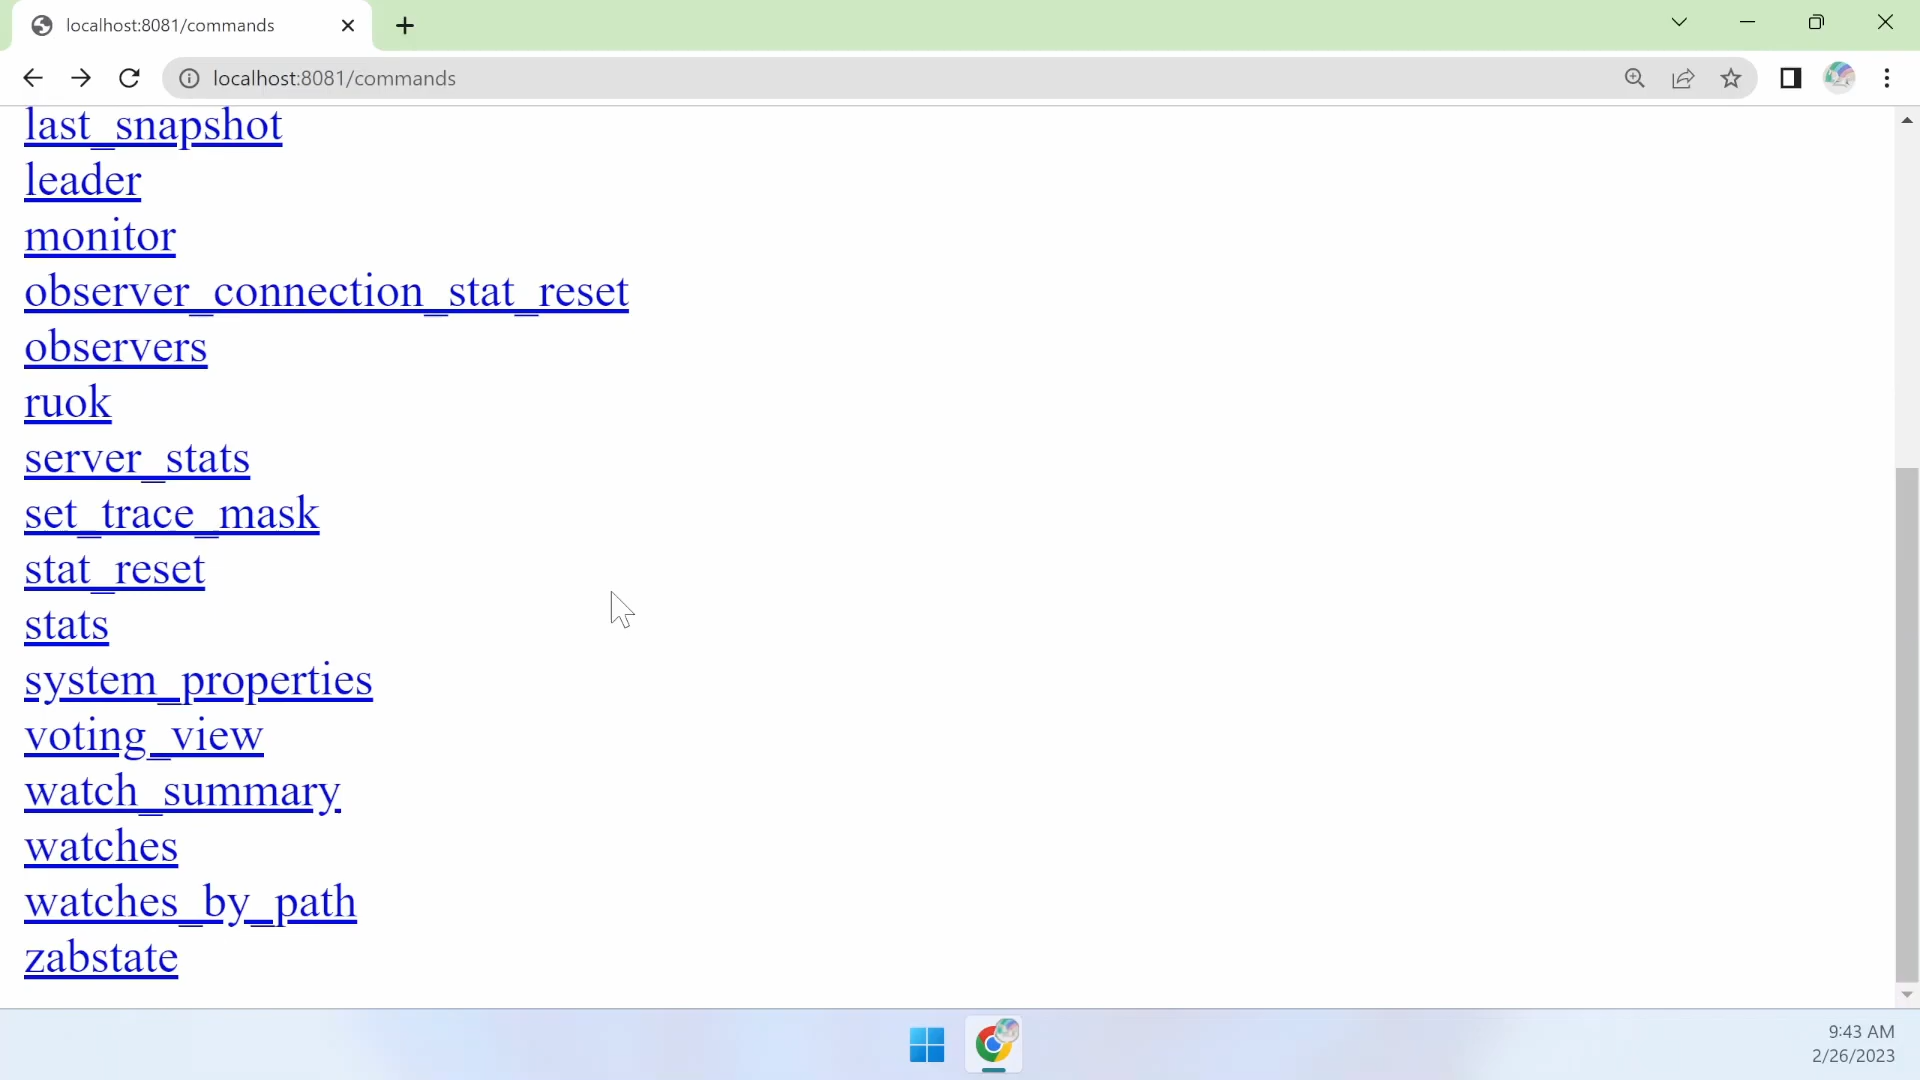 localhost:8081/commands
localhost:8081/commands
last_snapshot
leader
monitor
observer_connection_stat_reset
observers
ruok
server_stats
set_trace_mask
stat_reset
stats
system_properties
voting_view
watch_summary
watches
watches_by_path
zabstate
9:43 AM
2/26/2023